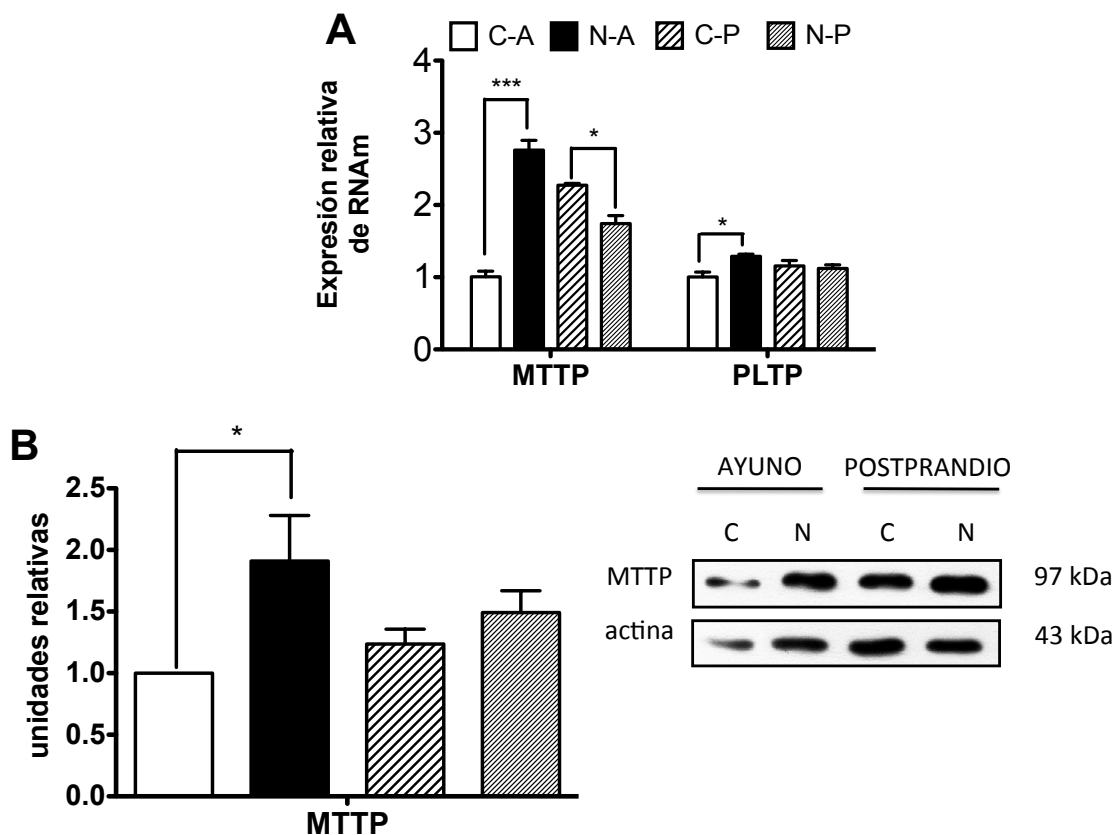 A
C-A N-A C-P N-P
Expresión relativa
de RNAm
4
3
2
1
0
***
*
*
MTTP PLTP
B
unidades relativas
2.5
2.0
1.5
1.0
0.5
0.0
*
MTTP
AYUNO POSTPRANDIO
C N C N
MTTP 97 kDa
actina 43 kDa